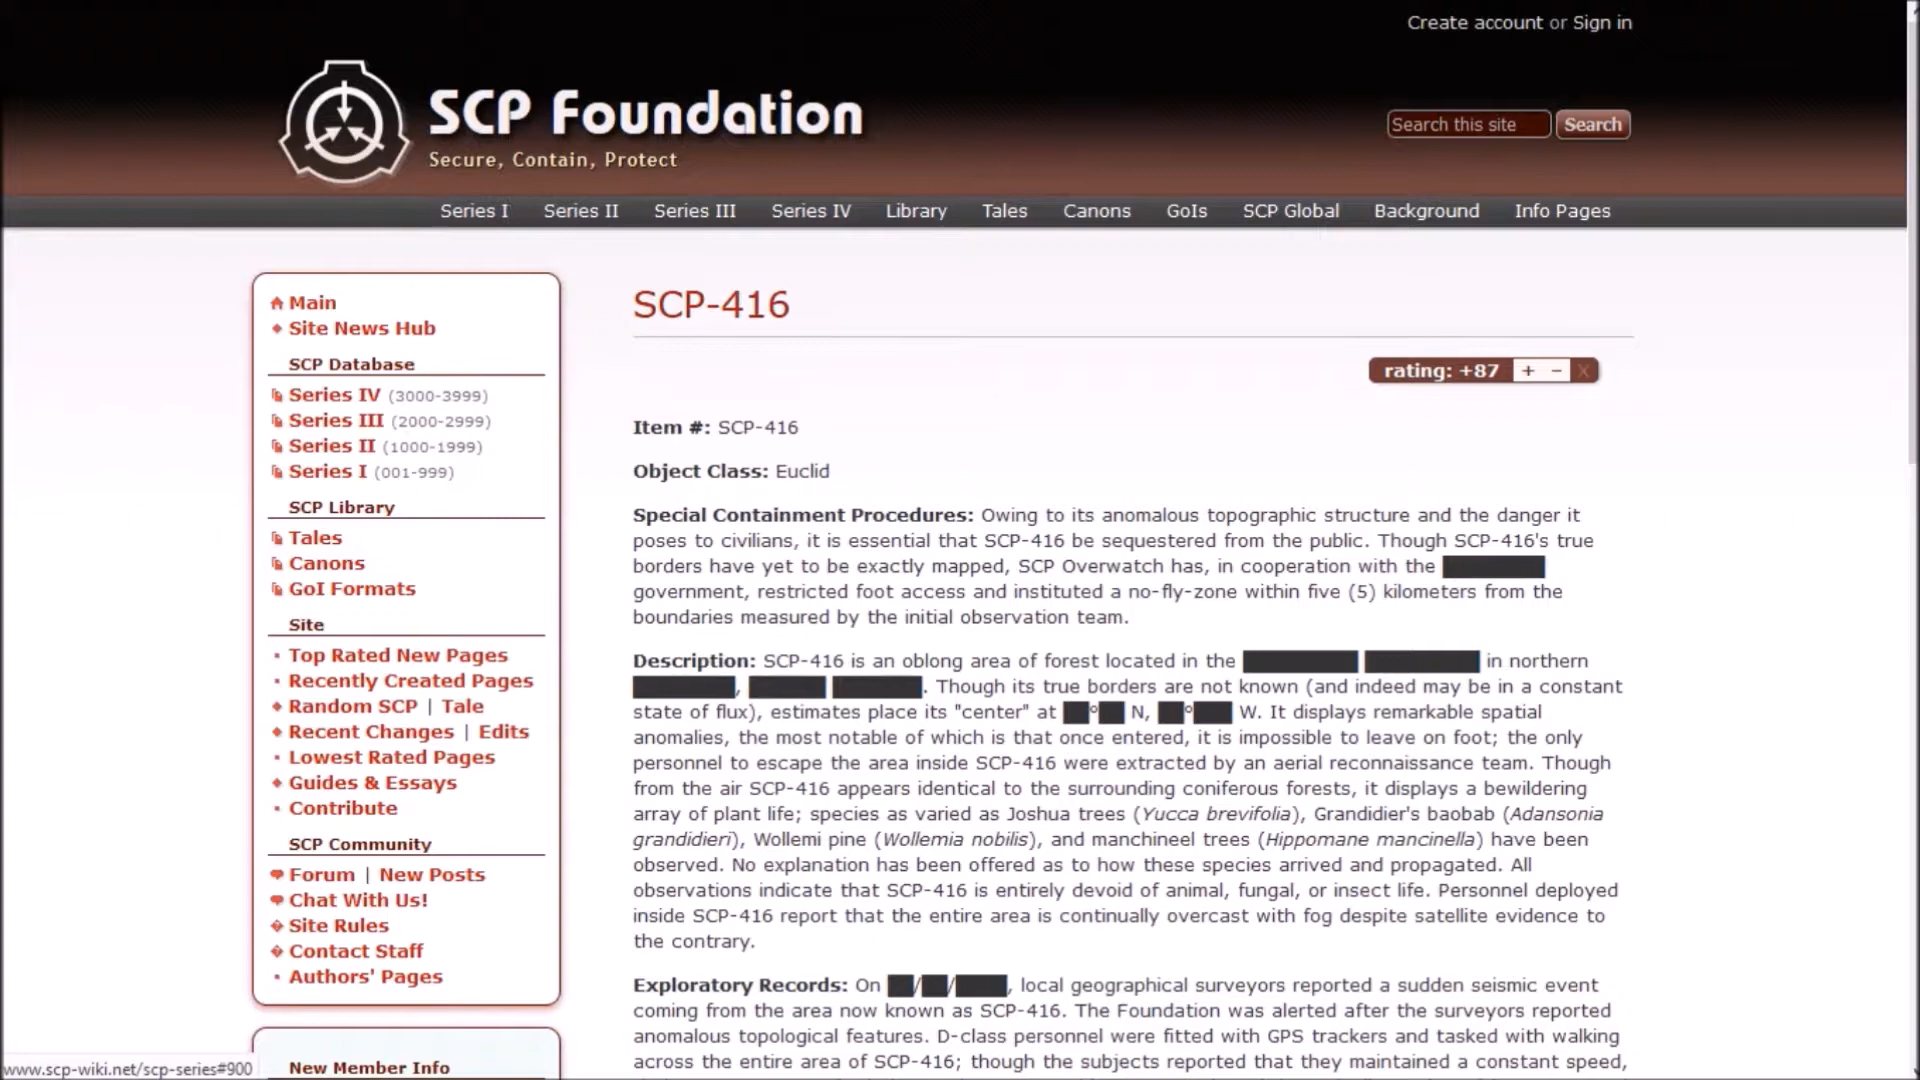 Create account or Sign in
SCP Foundation
Secure, Contain, Protect
Search this site
Search
Series I Series II Series III Series IV Library Tales Canons GoIs SCP Global Background Info Pages
Main
Site News Hub
SCP Database
Series IV (3000-3999)
Series III (2000-2999)
Series II (1000-1999)
Series I (001-999)
SCP Library
Tales
Canons
GoI Formats
Site
Top Rated New Pages
Recently Created Pages
Random SCP | Tale
Recent Changes | Edits
Lowest Rated Pages
Guides & Essays
Contribute
SCP Community
Forum | New Posts
Chat With Us!
Site Rules
Contact Staff
Authors' Pages
New Member Info
SCP-416
rating: +87 + − X
Item #: SCP-416
Object Class: Euclid
Special Containment Procedures: Owing to its anomalous topographic structure and the danger it
poses to civilians, it is essential that SCP-416 be sequestered from the public. Though SCP-416's true
borders have yet to be exactly mapped, SCP Overwatch has, in cooperation with the
government, restricted foot access and instituted a no-fly-zone within five (5) kilometers from the
boundaries measured by the initial observation team.
Description: SCP-416 is an oblong area of forest located in the in northern
, . Though its true borders are not known (and indeed may be in a constant
state of flux), estimates place its "center" at ° N, ° W. It displays remarkable spatial
anomalies, the most notable of which is that once entered, it is impossible to leave on foot; the only
personnel to escape the area inside SCP-416 were extracted by an aerial reconnaissance team. Though
from the air SCP-416 appears identical to the surrounding coniferous forests, it displays a bewildering
array of plant life; species as varied as Joshua trees (Yucca brevifolia), Grandidier's baobab (Adansonia
grandidieri), Wollemi pine (Wollemia nobilis), and manchineel trees (Hippomane mancinella) have been
observed. No explanation has been offered as to how these species arrived and propagated. All
observations indicate that SCP-416 is entirely devoid of animal, fungal, or insect life. Personnel deployed
inside SCP-416 report that the entire area is continually overcast with fog despite satellite evidence to
the contrary.
Exploratory Records: On / / , local geographical surveyors reported a sudden seismic event
coming from the area now known as SCP-416. The Foundation was alerted after the surveyors reported
anomalous topological features. D-class personnel were fitted with GPS trackers and tasked with walking
across the entire area of SCP-416; though the subjects reported that they maintained a constant speed,
www.scp-wiki.net/scp-series#900